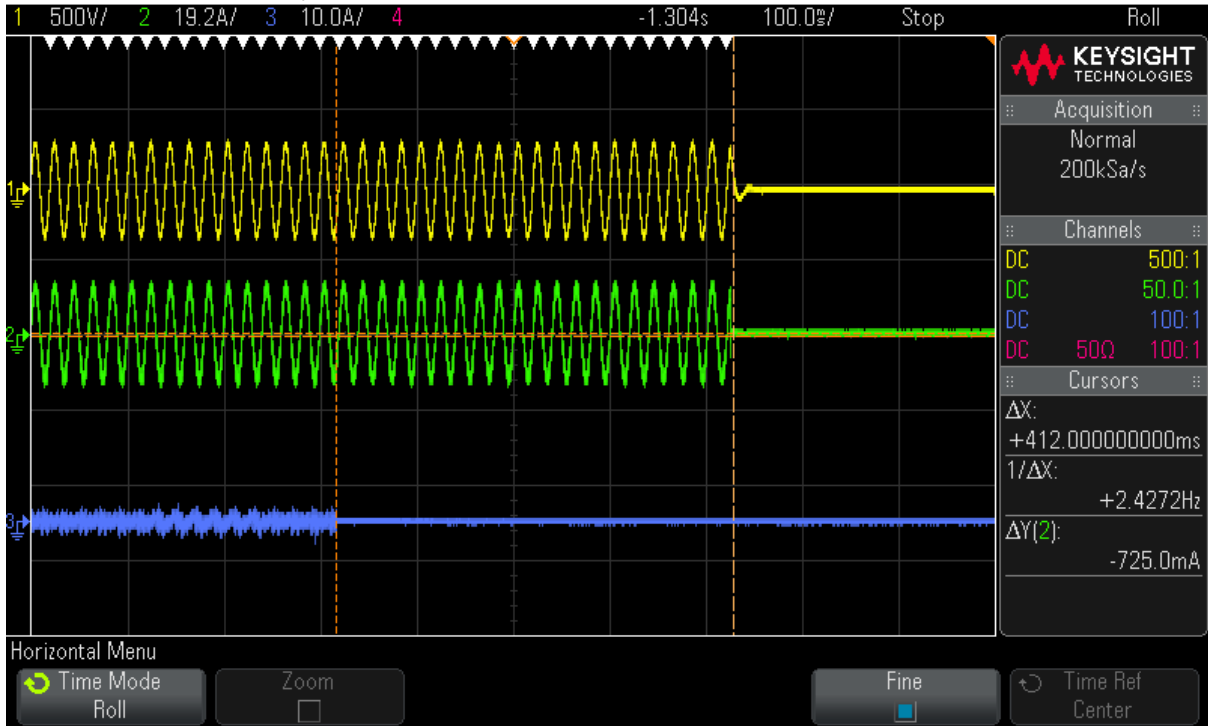 1 500V/ 2 19.2A/ 3 10.0A/ 4 -1.304s 100.0ms/ Stop Roll
KEYSIGHT
TECHNOLOGIES
Acquisition
Normal
200kSa/s
Channels
DC 500:1
DC 50.0:1
DC 100:1
DC 50Ω 100:1
Cursors
ΔX:
+412.000000000ms
1/ΔX:
+2.4272Hz
ΔY(2):
-725.0mA
1
2
3
Horizontal Menu
Time Mode
Roll
Zoom
Fine
Time Ref
Center